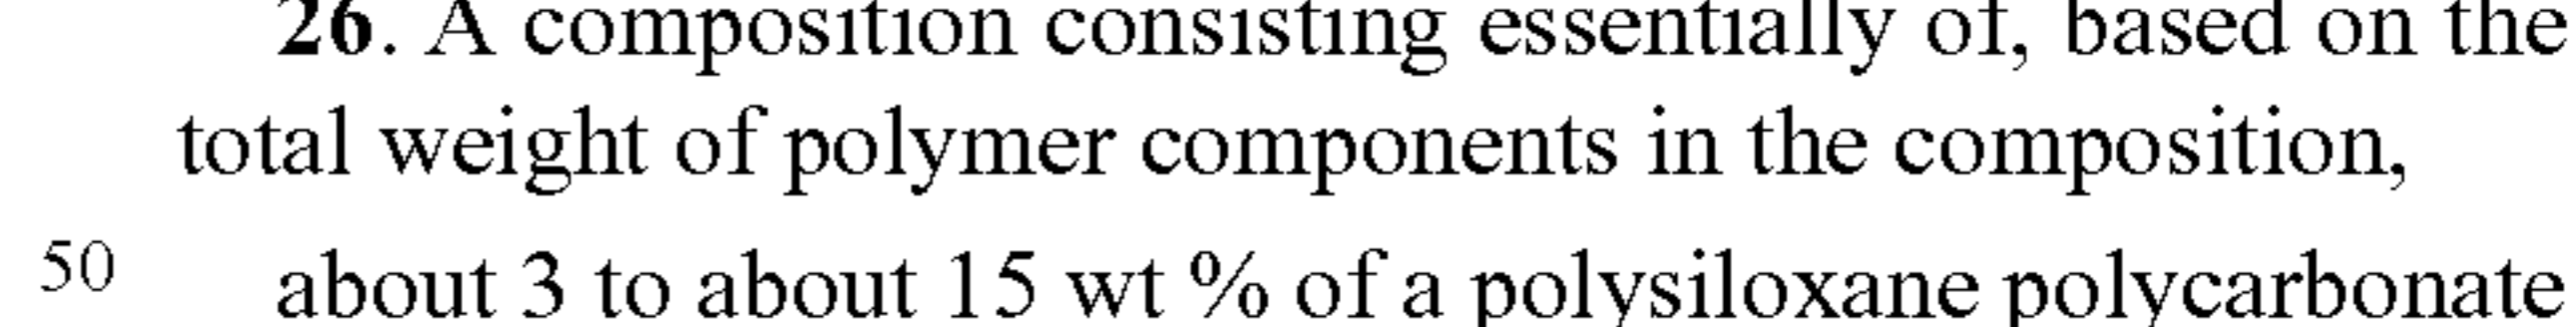 26. A composition consisting essentially of, based on the
total weight of polymer components in the composition,
50 about 3 to about 15 wt % of a polysiloxane polycarbonate